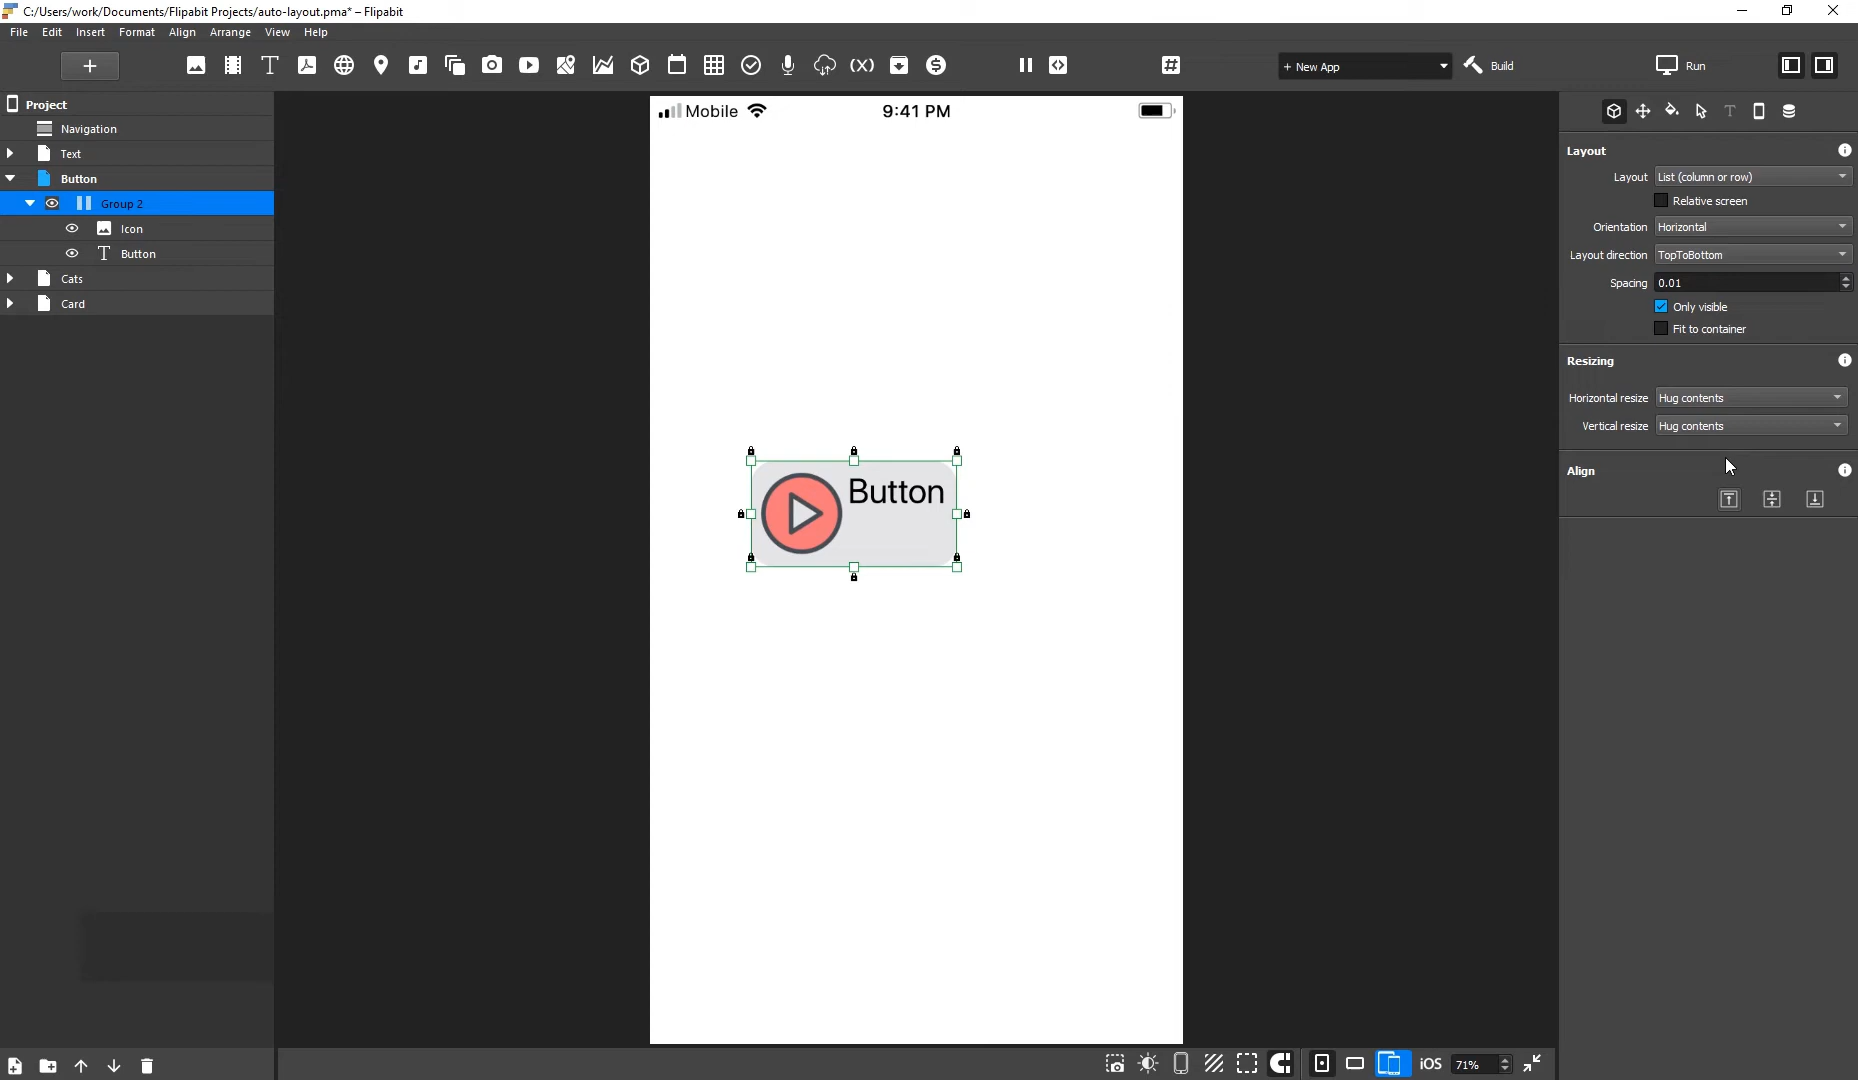 C:/Users/work/Documents/Flipabit Projects/auto-layout.pma* – Flipabit
File Edit Insert Format Align Arrange View Help
+ New App
Build
Run
Project
Navigation
Text
Button
Group 2
Icon
Button
Cats
Card
Mobile 9:41 PM
Button
Layout
Layout List (column or row)
Relative screen
Orientation Horizontal
Layout direction TopToBottom
Spacing 0.01
Only visible
Fit to container
Resizing
Horizontal resize Hug contents
Vertical resize Hug contents
Align
iOS 71%